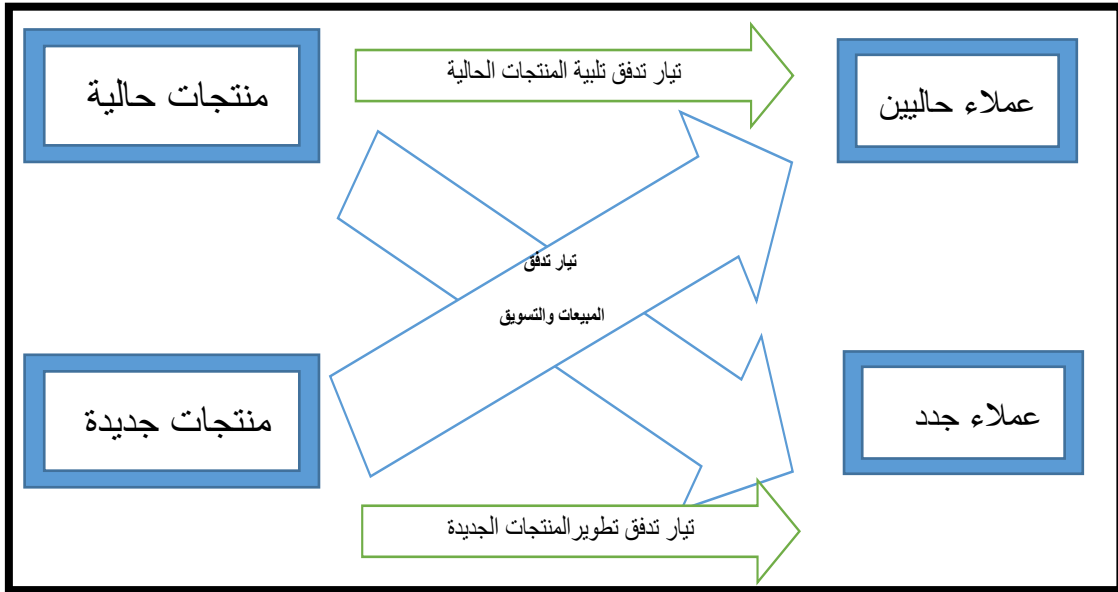 منتجات حالية
تيار تدفق تلبية المنتجات الحالية
عملاء حاليين
تيار تدفق
المبيعات والتسويق
منتجات جديدة
عملاء جدد
تيار تدفق تطويرالمنتجات الجديدة